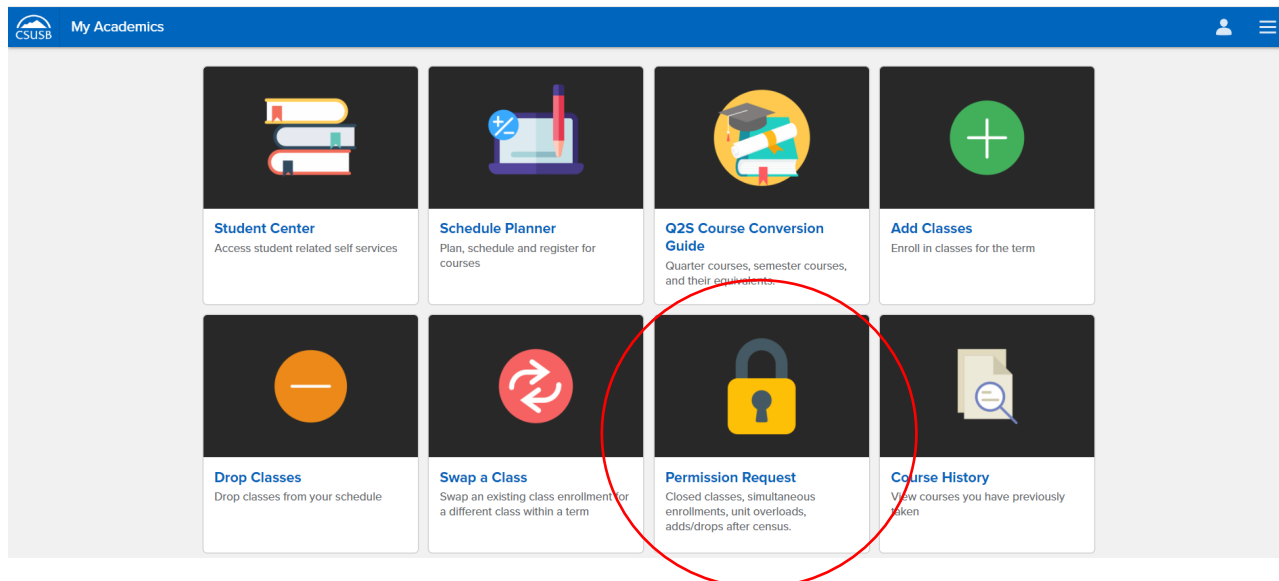 CSUSB
My Academics
+/-
Student Center
Access student related self services
Schedule Planner
Plan, schedule and register for
courses
Q2S Course Conversion
Guide
Quarter courses, semester courses,
and their equivalents.
Add Classes
Enroll in classes for the term
Drop Classes
Drop classes from your schedule
Swap a Class
Swap an existing class enrollment for
a different class within a term
Permission Request
Closed classes, simultaneous
enrollments, unit overloads,
adds/drops after census.
Course History
View courses you have previously
taken